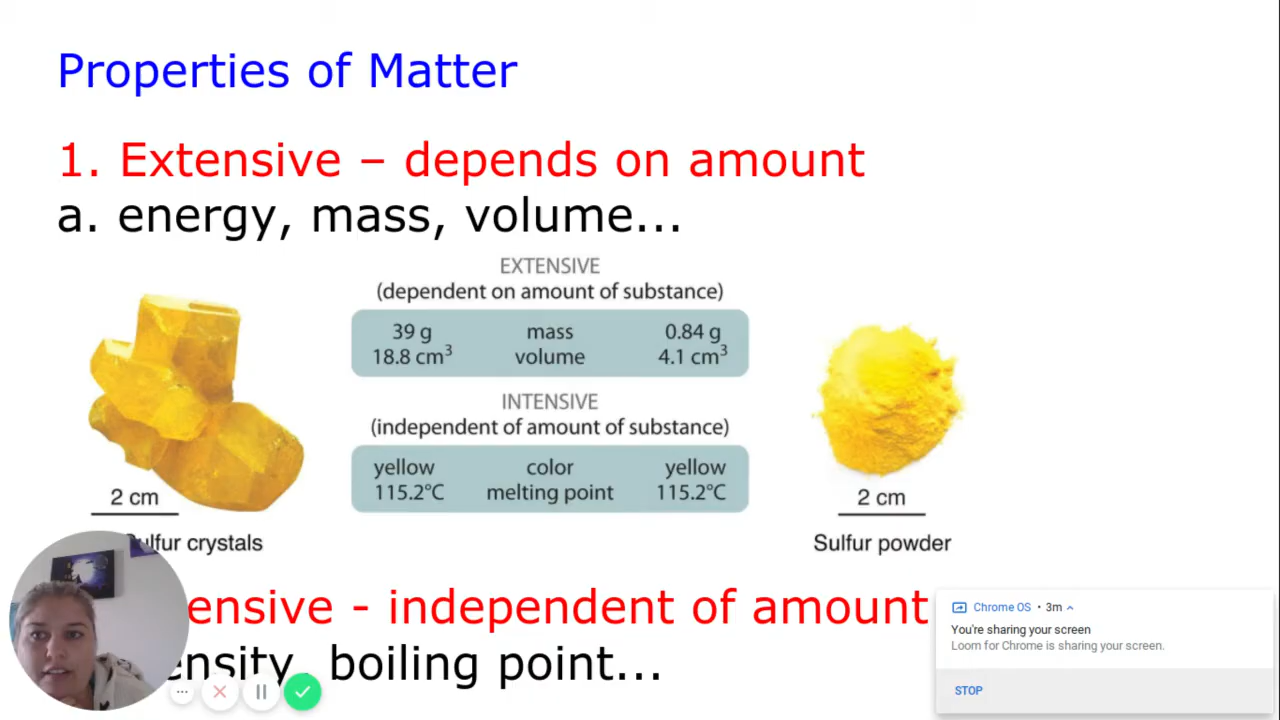 Properties of Matter
1. Extensive – depends on amount
a. energy, mass, volume...
EXTENSIVE
(dependent on amount of substance)
39 g mass 0.84 g
18.8 cm³ volume 4.1 cm³
INTENSIVE
(independent of amount of substance)
yellow color yellow
115.2°C melting point 115.2°C
2 cm 2 cm
ulfur crystals Sulfur powder
ensive - independent of amount
ensity, boiling point...
Chrome OS • 3m
You're sharing your screen
Loom for Chrome is sharing your screen.
STOP